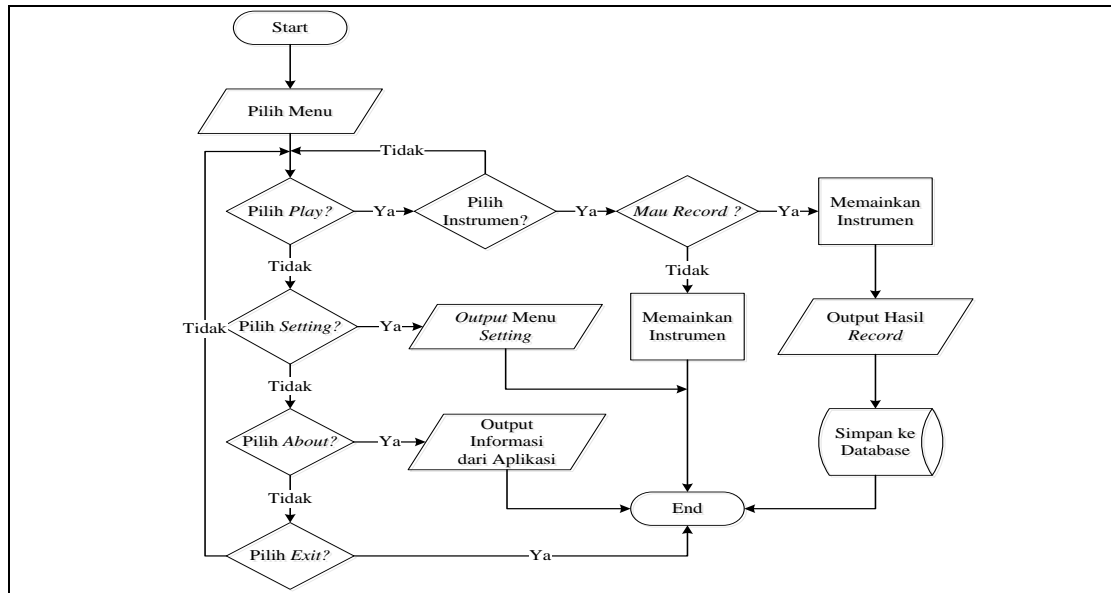 Start
Pilih Menu
Tidak
Pilih Play?
Ya
Pilih
Instrumen?
Ya
Mau Record ?
Ya
Memainkan
Instrumen
Tidak
Tidak
Tidak
Pilih Setting?
Ya
Output Menu
Setting
Memainkan
Instrumen
Output Hasil
Record
Tidak
Pilih About?
Ya
Output
Informasi
dari Aplikasi
Simpan ke
Database
Tidak
End
Pilih Exit?
Ya